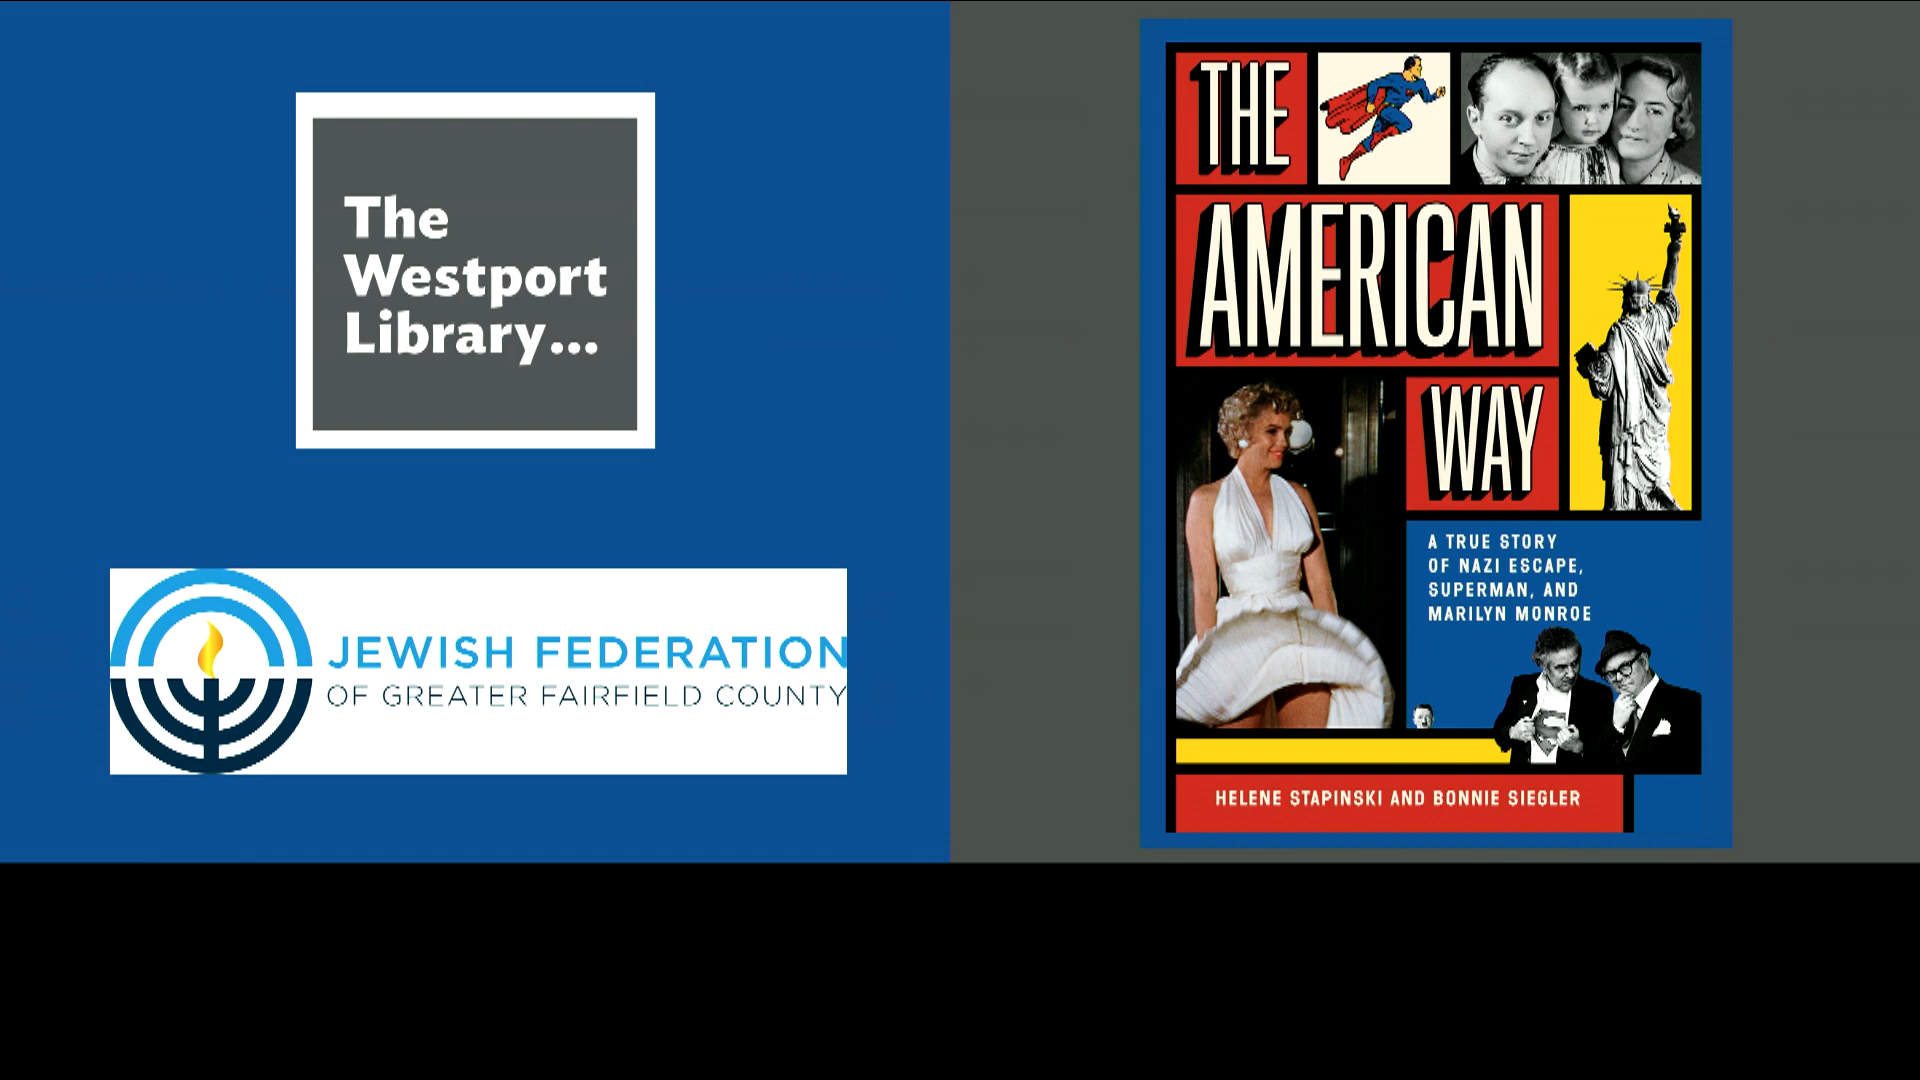 The
Westport
Library...
JEWISH FEDERATION
OF GREATER FAIRFIELD COUNTY
THE
AMERICAN
WAY
A TRUE STORY
OF NAZI ESCAPE,
SUPERMAN, AND
MARILYN MONROE
HELENE STAPINSKI AND BONNIE SIEGLER